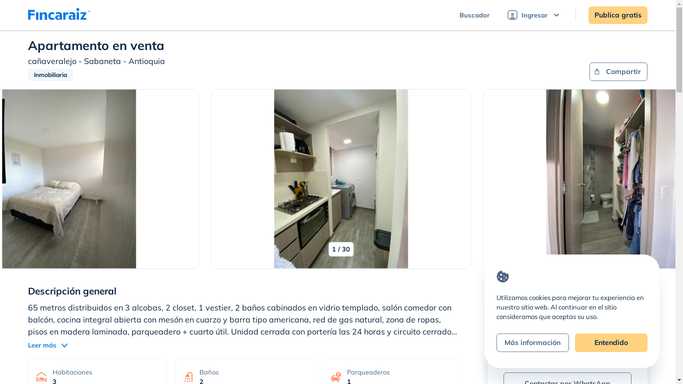 Fincaraiz
Buscador
Ingresar
Publica gratis
Apartamento en venta
cañaveralejo - Sabaneta - Antioquia
Inmobiliaria
Compartir
1 / 30
Descripción general
65 metros distribuidos en 3 alcobas, 2 closet, 1 vestier, 2 baños cabinados en vidrio templado, salón comedor con
balcón, cocina integral abierta con mesón en cuarzo y barra tipo americana, red de gas natural, zona de ropas,
pisos en madera laminada, parqueadero + cuarto útil. Unidad cerrada con portería las 24 horas y circuito cerrado...
Leer más
Habitaciones
3
Baños
2
Parqueaderos
1
Utilizamos cookies para mejorar tu experiencia en
nuestro sitio web. Al continuar en el sitio
consideramos que aceptas su uso.
Más información
Entendido
Contactar por WhatsApp